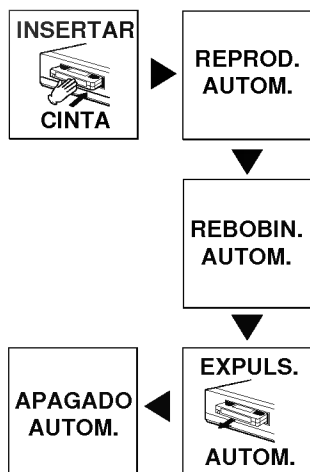 INSERTAR
CINTA
REPROD.
AUTOM.
REBOBIN.
AUTOM.
EXPULS.
AUTOM.
APAGADO
AUTOM.